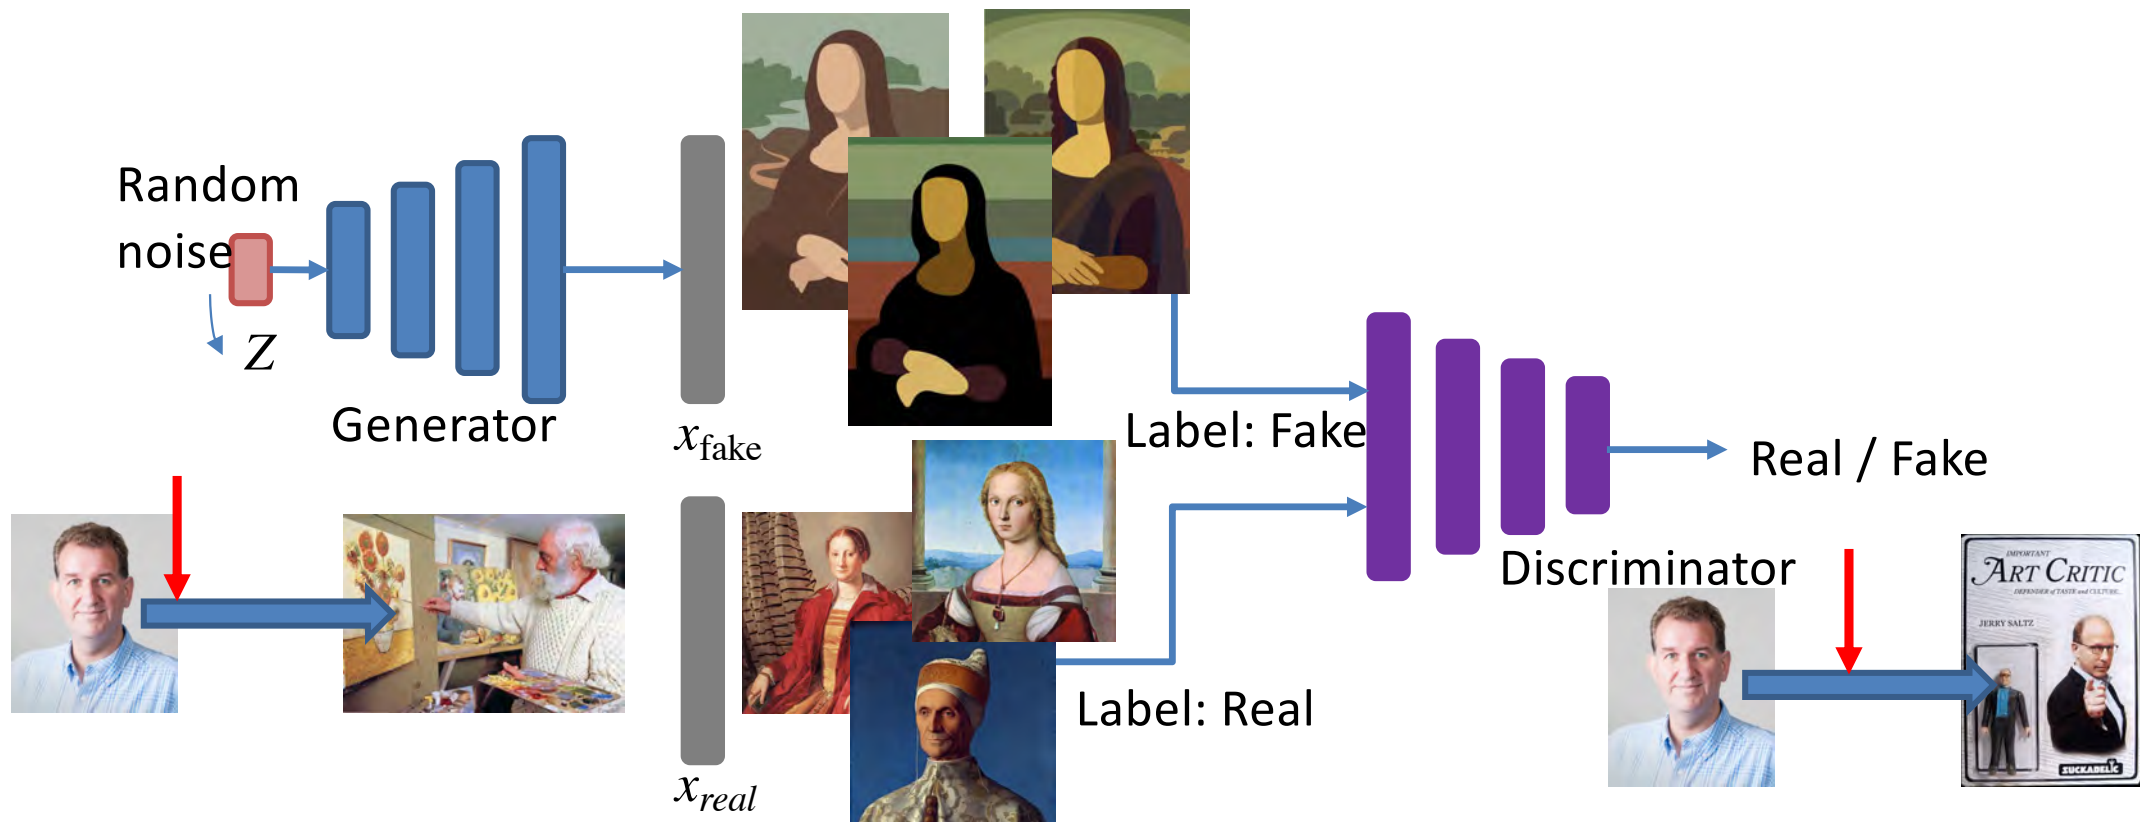 Random
noise
Z
Generator
x_fake
Label: Fake
Real / Fake
Discriminator
x_real
Label: Real
IMPORTANT
ART CRITIC
DEFENDER of TASTE and CULTURE...
JERRY SALTZ
SUCKADELIC